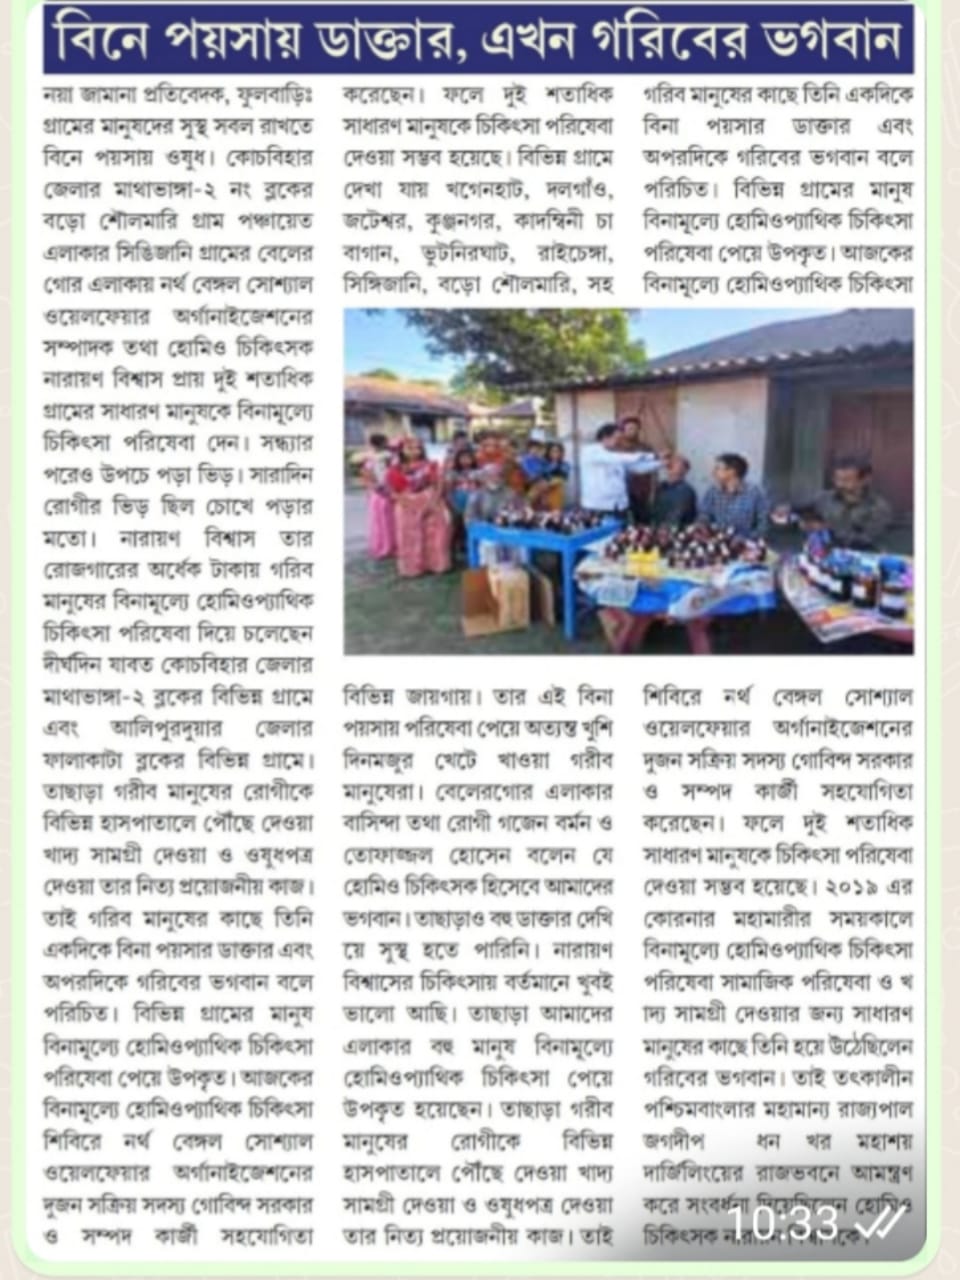 বিনে পয়সায় ডাক্তার, এখন গরিবের ভগবান
নয়া জামানা প্রতিবেদক, ফুলবাড়িঃ
গ্রামের মানুষদের সুস্থ সবল রাখতে
বিনে পয়সায় ওষুধ। কোচবিহার
জেলার মাথাভাঙ্গা-২ নং ব্লকের
বড়ো শৌলমারি গ্রাম পঞ্চায়েত
এলাকার সিঙিজানি গ্রামের বেলের
গোর এলাকায় নর্থ বেঙ্গল সোশ্যাল
ওয়েলফেয়ার অর্গানাইজেশনের
সম্পাদক তথা হোমিও চিকিৎসক
নারায়ণ বিশ্বাস প্রায় দুই শতাধিক
গ্রামের সাধারণ মানুষকে বিনামূল্যে
চিকিৎসা পরিষেবা দেন। সন্ধ্যার
পরেও উপচে পড়া ভিড়। সারাদিন
রোগীর ভিড় ছিল চোখে পড়ার
মতো। নারায়ণ বিশ্বাস তার
রোজগারের অর্ধেক টাকায় গরিব
মানুষের বিনামূল্যে হোমিওপ্যাথিক
চিকিৎসা পরিষেবা দিয়ে চলেছেন
দীর্ঘদিন যাবত কোচবিহার জেলার
মাথাভাঙ্গা-২ ব্লকের বিভিন্ন গ্রামে
এবং আলিপুরদুয়ার জেলার
ফালাকাটা ব্লকের বিভিন্ন গ্রামে।
তাছাড়া গরীব মানুষের রোগীকে
বিভিন্ন হাসপাতালে পৌঁছে দেওয়া
খাদ্য সামগ্রী দেওয়া ও ওষুধপত্র
দেওয়া তার নিত্য প্রয়োজনীয় কাজ।
তাই গরিব মানুষের কাছে তিনি
একদিকে বিনা পয়সার ডাক্তার এবং
অপরদিকে গরিবের ভগবান বলে
পরিচিত। বিভিন্ন গ্রামের মানুষ
বিনামূল্যে হোমিওপ্যাথিক চিকিৎসা
পরিষেবা পেয়ে উপকৃত। আজকের
বিনামূল্যে হোমিওপ্যাথিক চিকিৎসা
শিবিরে নর্থ বেঙ্গল সোশ্যাল
ওয়েলফেয়ার অর্গানাইজেশনের
দুজন সক্রিয় সদস্য গোবিন্দ সরকার
ও সম্পদ কার্জী সহযোগিতা
করেছেন। ফলে দুই শতাধিক
সাধারণ মানুষকে চিকিৎসা পরিষেবা
দেওয়া সম্ভব হয়েছে। বিভিন্ন গ্রামে
দেখা যায় খগেনহাট, দলগাঁও,
জটেশ্বর, কুঞ্জনগর, কাদম্বিনী চা
বাগান, ভুটনিরঘাট, রাইচেঙ্গা,
সিঙ্গিজানি, বড়ো শৌলমারি, সহ
বিভিন্ন জায়গায়। তার এই বিনা
পয়সায় পরিষেবা পেয়ে অত্যন্ত খুশি
দিনমজুর খেটে খাওয়া গরীব
মানুষেরা। বেলেরগোর এলাকার
বাসিন্দা তথা রোগী গজেন বর্মন ও
তোফাজ্জল হোসেন বলেন যে
হোমিও চিকিৎসক হিসেবে আমাদের
ভগবান। তাছাড়াও বহু ডাক্তার দেখি
য়ে সুস্থ হতে পারিনি। নারায়ণ
বিশ্বাসের চিকিৎসায় বর্তমানে খুবই
ভালো আছি। তাছাড়া আমাদের
এলাকার বহু মানুষ বিনামূল্যে
হোমিওপ্যাথিক চিকিৎসা পেয়ে
উপকৃত হয়েছেন। তাছাড়া গরীব
মানুষের রোগীকে বিভিন্ন
হাসপাতালে পৌঁছে দেওয়া খাদ্য
সামগ্রী দেওয়া ও ওষুধপত্র দেওয়া
তার নিত্য প্রয়োজনীয় কাজ। তাই
গরিব মানুষের কাছে তিনি একদিকে
বিনা পয়সার ডাক্তার এবং
অপরদিকে গরিবের ভগবান বলে
পরিচিত। বিভিন্ন গ্রামের মানুষ
বিনামূল্যে হোমিওপ্যাথিক চিকিৎসা
পরিষেবা পেয়ে উপকৃত। আজকের
বিনামূল্যে হোমিওপ্যাথিক চিকিৎসা
শিবিরে নর্থ বেঙ্গল সোশ্যাল
ওয়েলফেয়ার অর্গানাইজেশনের
দুজন সক্রিয় সদস্য গোবিন্দ সরকার
ও সম্পদ কার্জী সহযোগিতা
করেছেন। ফলে দুই শতাধিক
সাধারণ মানুষকে চিকিৎসা পরিষেবা
দেওয়া সম্ভব হয়েছে। ২০১৯ এর
কোরনার মহামারীর সময়কালে
বিনামূল্যে হোমিওপ্যাথিক চিকিৎসা
পরিষেবা সামাজিক পরিষেবা ও খ
াদ্য সামগ্রী দেওয়ার জন্য সাধারণ
মানুষের কাছে তিনি হয়ে উঠেছিলেন
গরিবের ভগবান। তাই তৎকালীন
পশ্চিমবাংলার মহামান্য রাজ্যপাল
জগদীপ ধন খর মহাশয়
দার্জিলিংয়ের রাজভবনে আমন্ত্রণ
করে সংবর্ধনা দিয়েছিলেন হোমিও
চিকিৎসক
10:33